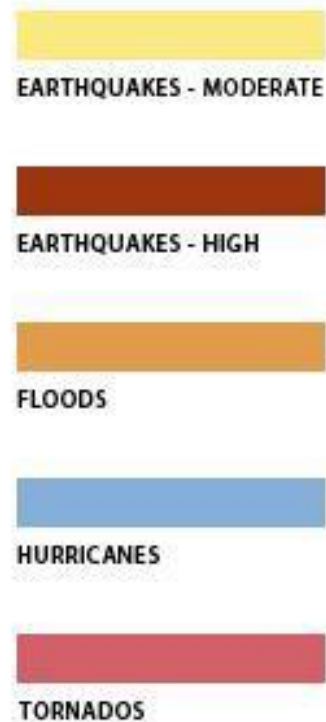 EARTHQUAKES - MODERATE
EARTHQUAKES - HIGH
FLOODS
HURRICANES
TORNADOS